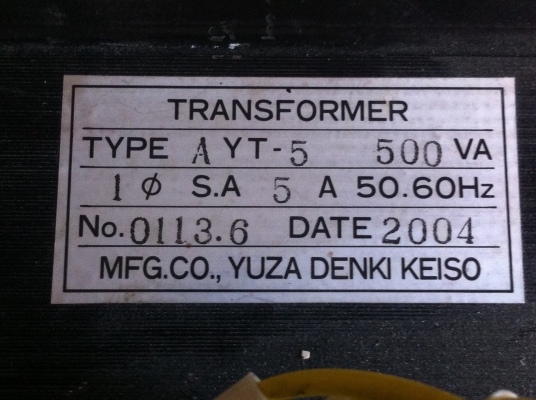 TRANSFORMER
TYPE AYT-5 500 VA
1 φ S.A 5 A 50.60Hz
No.0113.6 DATE 2004
MFG.CO., YUZA DENKI KEISO